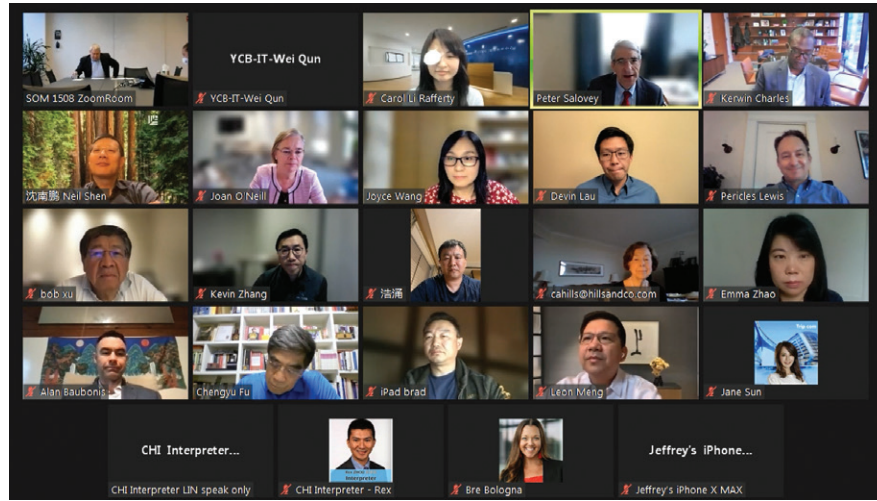 SOM 1508 ZoomRoom
YCB-IT-Wei Qun
YCB-IT-Wei Qun
Carol Li Rafferty
Peter Salovey
Kerwin Charles
沈南鹏 Neil Shen
Joan O'Neill
Joyce Wang
Devin Lau
Pericles Lewis
bob xu
Kevin Zhang
浩涌
cahills@hillsandco.com
Emma Zhao
Alan Baubonis
Chengyu Fu
iPad brad
Leon Meng
Trip.com
Jane Sun
CHI Interpreter...
CHI Interpreter LIN speak only
Interpreter
CHI Interpreter - Rex
Bre Bologna
Jeffrey's iPhone...
Jeffrey's iPhone X MAX